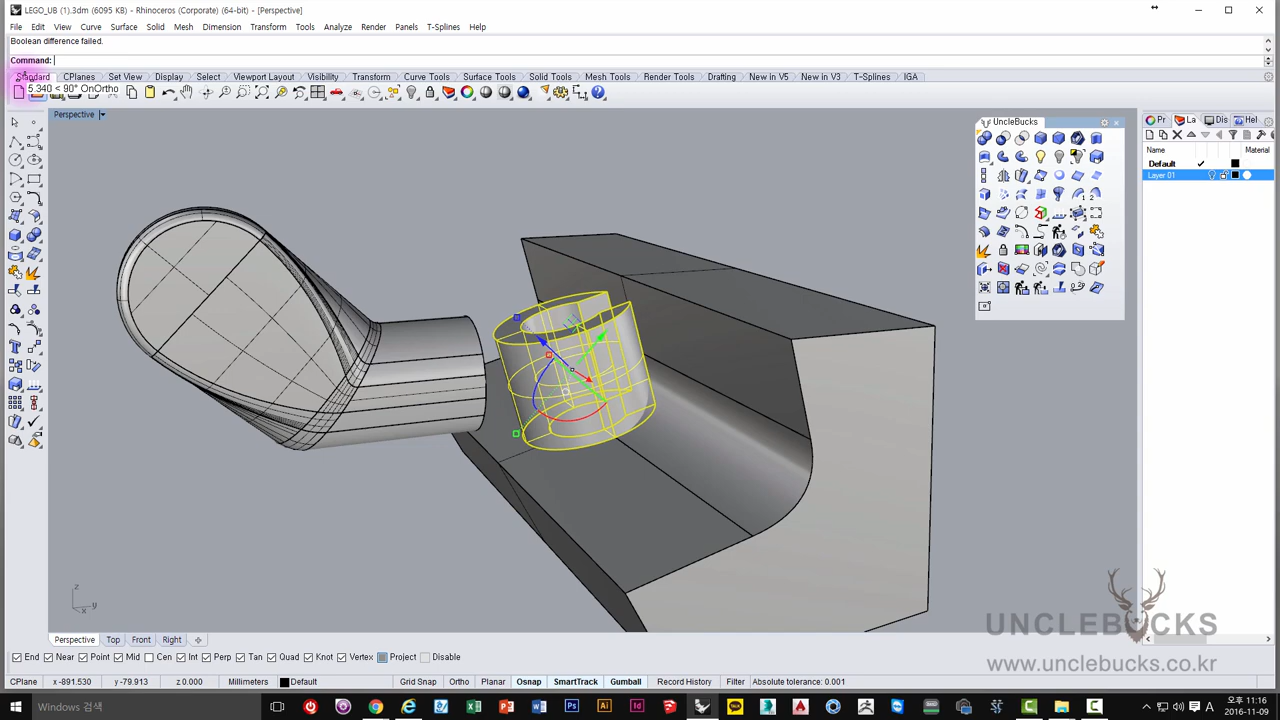 LEGO_UB (1).3dm (6095 KB) - Rhinoceros (Corporate) (64-bit) - [Perspective]
File Edit View Curve Surface Solid Mesh Dimension Transform Tools Analyze Render Panels T-Splines Help
Boolean difference failed.
Command:
Standard CPlanes Set View Display Select Viewport Layout Visibility Transform Curve Tools Surface Tools Solid Tools Mesh Tools Render Tools Drafting New in V5 New in V3 T-Splines IGA
5.340 < 90° OnOrtho
Perspective
UncleBucks
Pr La Dis Hel
Name Material
Default
Layer 01
z
y
x
UNCLEBUCKS
www.unclebucks.co.kr
Perspective Top Front Right
End Near Point Mid Cen Int Perp Tan Quad Knot Vertex Project Disable
CPlane x -891.530 y -79.913 z 0.000 Millimeters Default Grid Snap Ortho Planar Osnap SmartTrack Gumball Record History Filter Absolute tolerance: 0.001
Windows 검색
A
오후 11:16
2016-11-09